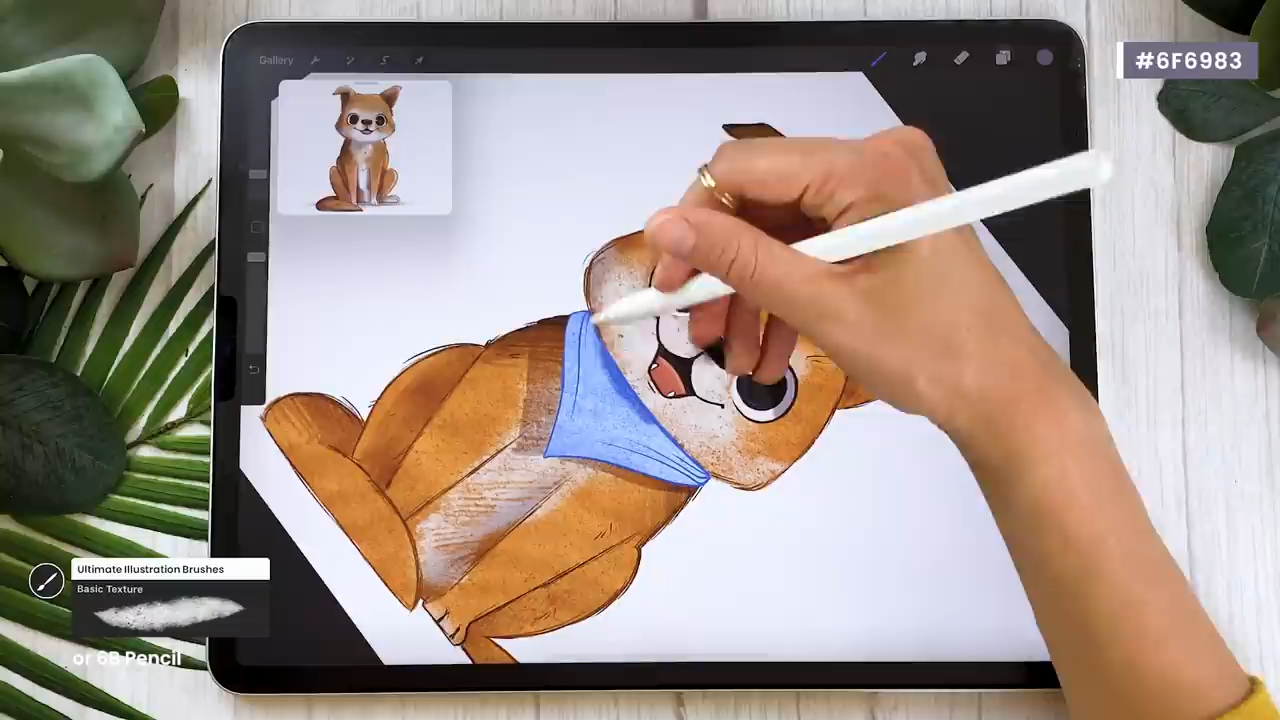 Gallery
#6F6983
Ultimate Illustration Brushes
Basic Texture
or 6B Pencil